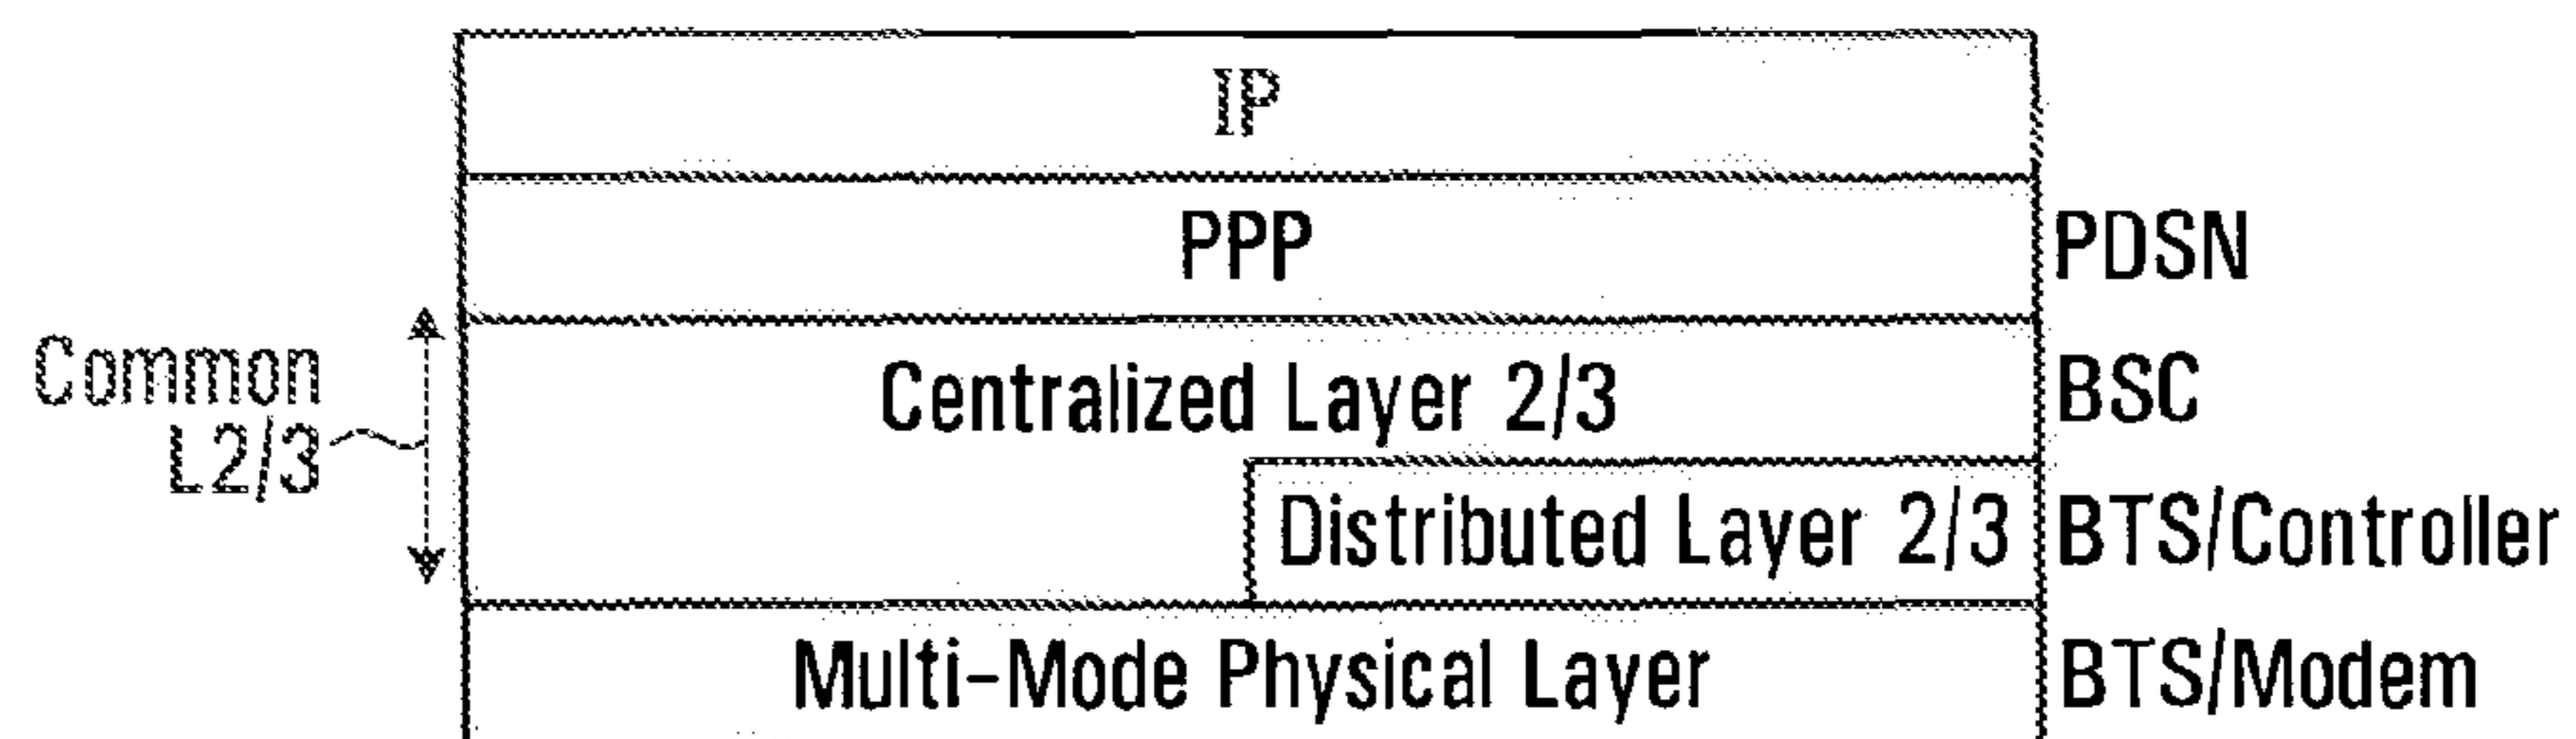 IP
PPP
PDSN
Common
L2/3
Centralized Layer 2/3
BSC
Distributed Layer 2/3
BTS/Controller
Multi-Mode Physical Layer
BTS/Modem